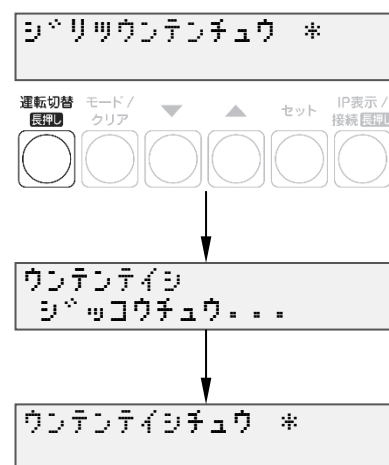 ジリツウンテンチュウ ＊
運転切替 モード/ ▼ ▲ セット IP表示/
長押し クリア 接続 長押し
ウンテンテイシ
ジッコウチュウ...
ウンテンテイシチュウ ＊